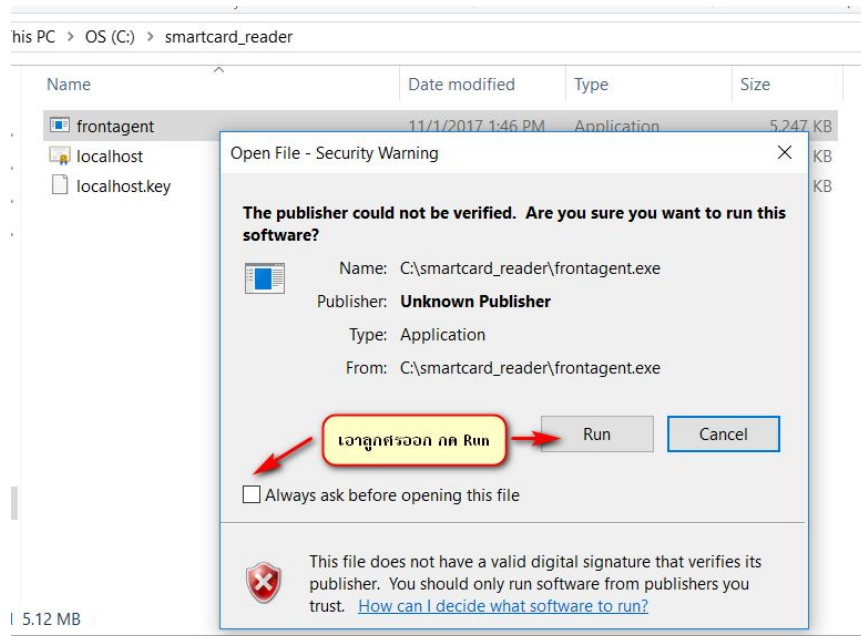 his PC > OS (C:) > smartcard_reader
Name Date modified Type Size
frontagent 11/1/2017 1:46 PM Application 5,247 KB
localhost KB
localhost.key KB
Open File - Security Warning
The publisher could not be verified. Are you sure you want to run this
software?
Name: C:\smartcard_reader\frontagent.exe
Publisher: Unknown Publisher
Type: Application
From: C:\smartcard_reader\frontagent.exe
เอาลูกศรออก กด Run
Run Cancel
Always ask before opening this file
This file does not have a valid digital signature that verifies its
publisher. You should only run software from publishers you
trust. How can I decide what software to run?
5.12 MB